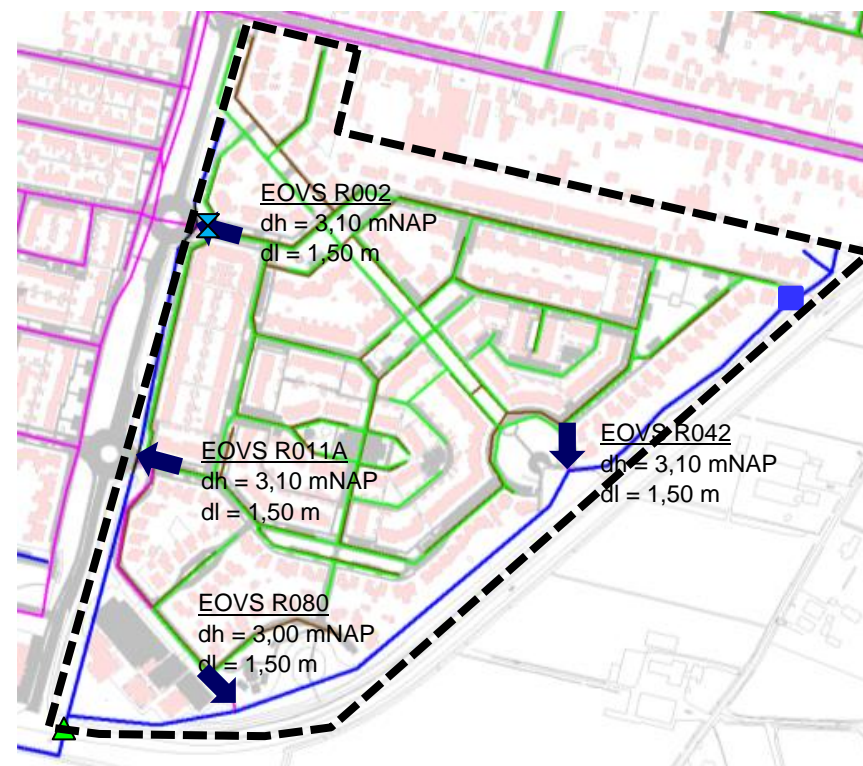 EOVS R002
dh = 3,10 mNAP
dl = 1,50 m
EOVS R011A
dh = 3,10 mNAP
dl = 1,50 m
EOVS R042
dh = 3,10 mNAP
dl = 1,50 m
EOVS R080
dh = 3,00 mNAP
dl = 1,50 m